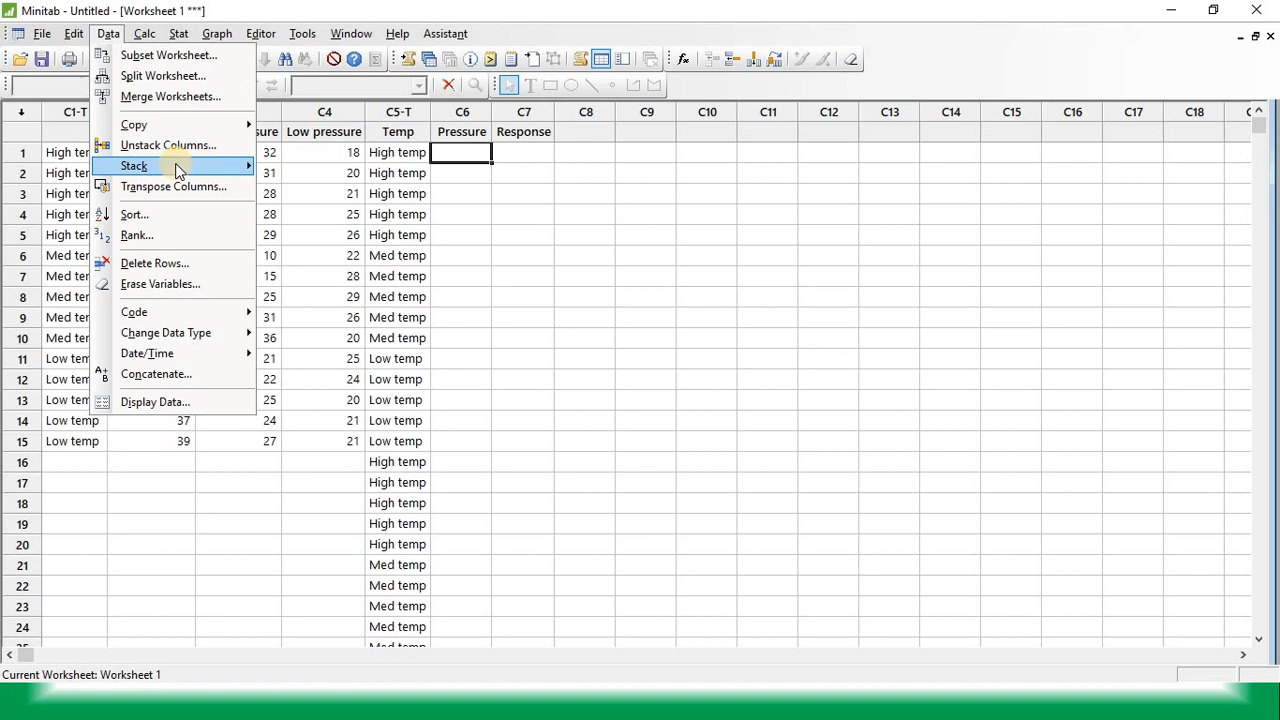 Minitab - Untitled - [Worksheet 1 ***]
File Edit Data Calc Stat Graph Editor Tools Window Help Assistant
Subset Worksheet...
Split Worksheet...
Merge Worksheets...
Copy
Unstack Columns...
Stack
Transpose Columns...
Sort...
Rank...
Delete Rows...
Erase Variables...
Code
Change Data Type
Date/Time
Concatenate...
Display Data...
C1-T C4 C5-T C6 C7 C8 C9 C10 C11 C12 C13 C14 C15 C16 C17 C18
sure Low pressure Temp Pressure Response
1 High ter 32 18 High temp
2 High ter 31 20 High temp
3 High ter 28 21 High temp
4 High ter 28 25 High temp
5 High ter 29 26 High temp
6 Med ter 10 22 Med temp
7 Med ter 15 28 Med temp
8 Med ter 25 29 Med temp
9 Med ter 31 26 Med temp
10 Med ter 36 20 Med temp
11 Low ter 21 25 Low temp
12 Low ter 22 24 Low temp
13 Low ter 25 20 Low temp
14 Low temp 37 24 21 Low temp
15 Low temp 39 27 21 Low temp
16 High temp
17 High temp
18 High temp
19 High temp
20 High temp
21 Med temp
22 Med temp
23 Med temp
24 Med temp
25 Med temp
Current Worksheet: Worksheet 1